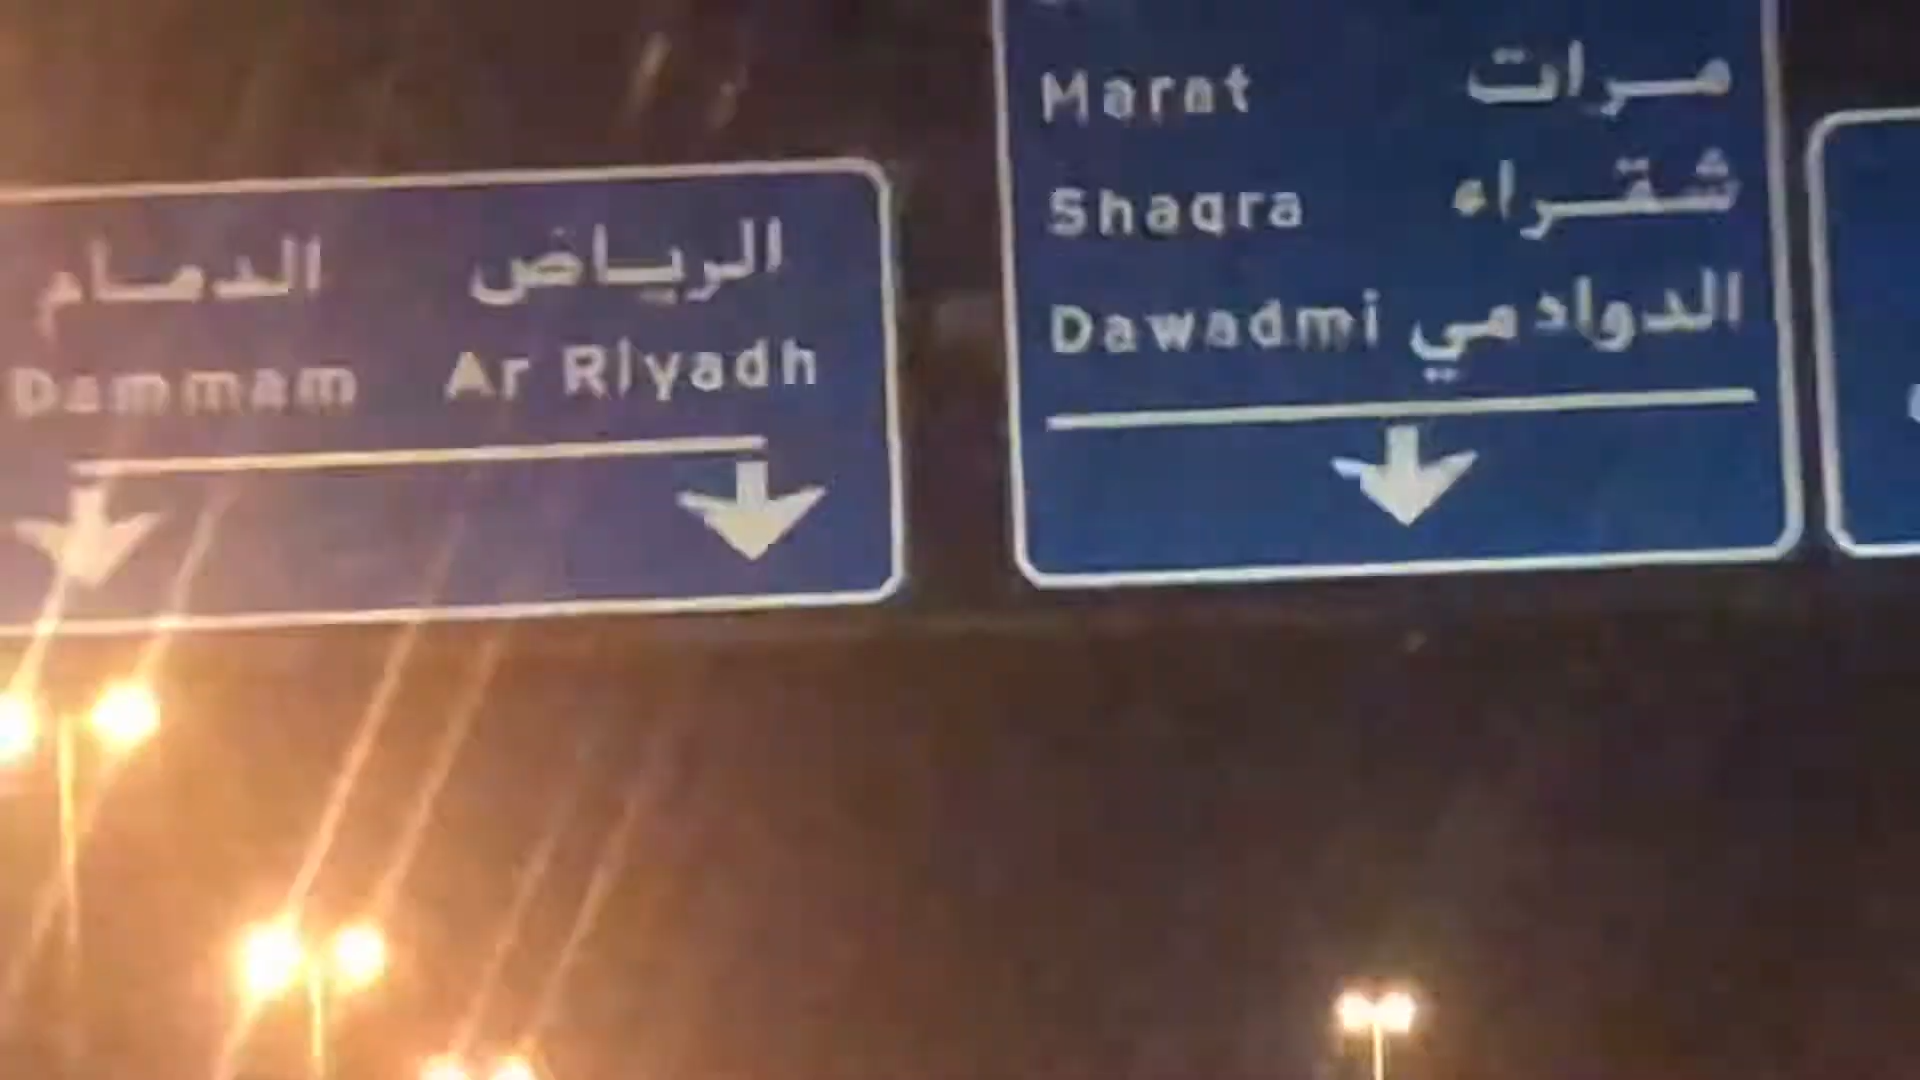 الدمام الرياض
Dammam Ar Riyadh
Marat مرات
Shaqra شقراء
Dawadmi الدوادمي